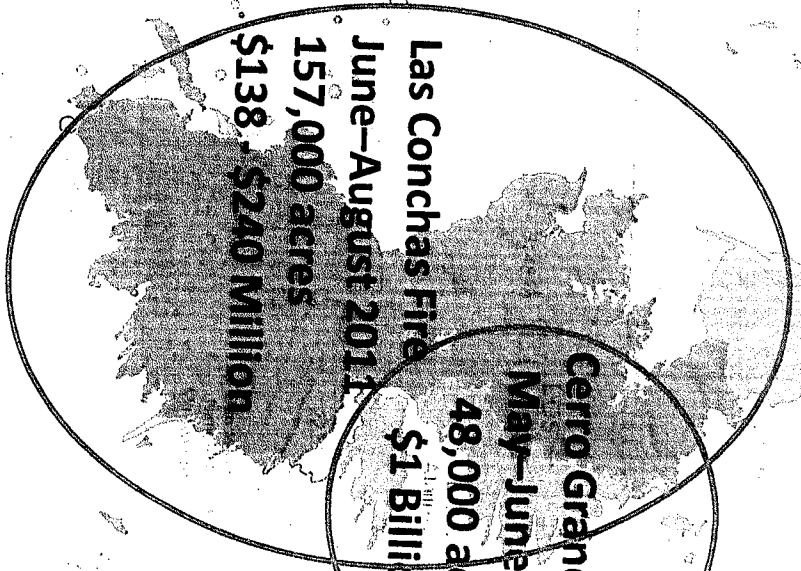 Las Conchas Fire
June–August 2011
157,000 acres
$138 - $240 Million
Cerro Gran
May–June
48,000 a
$1 Billi